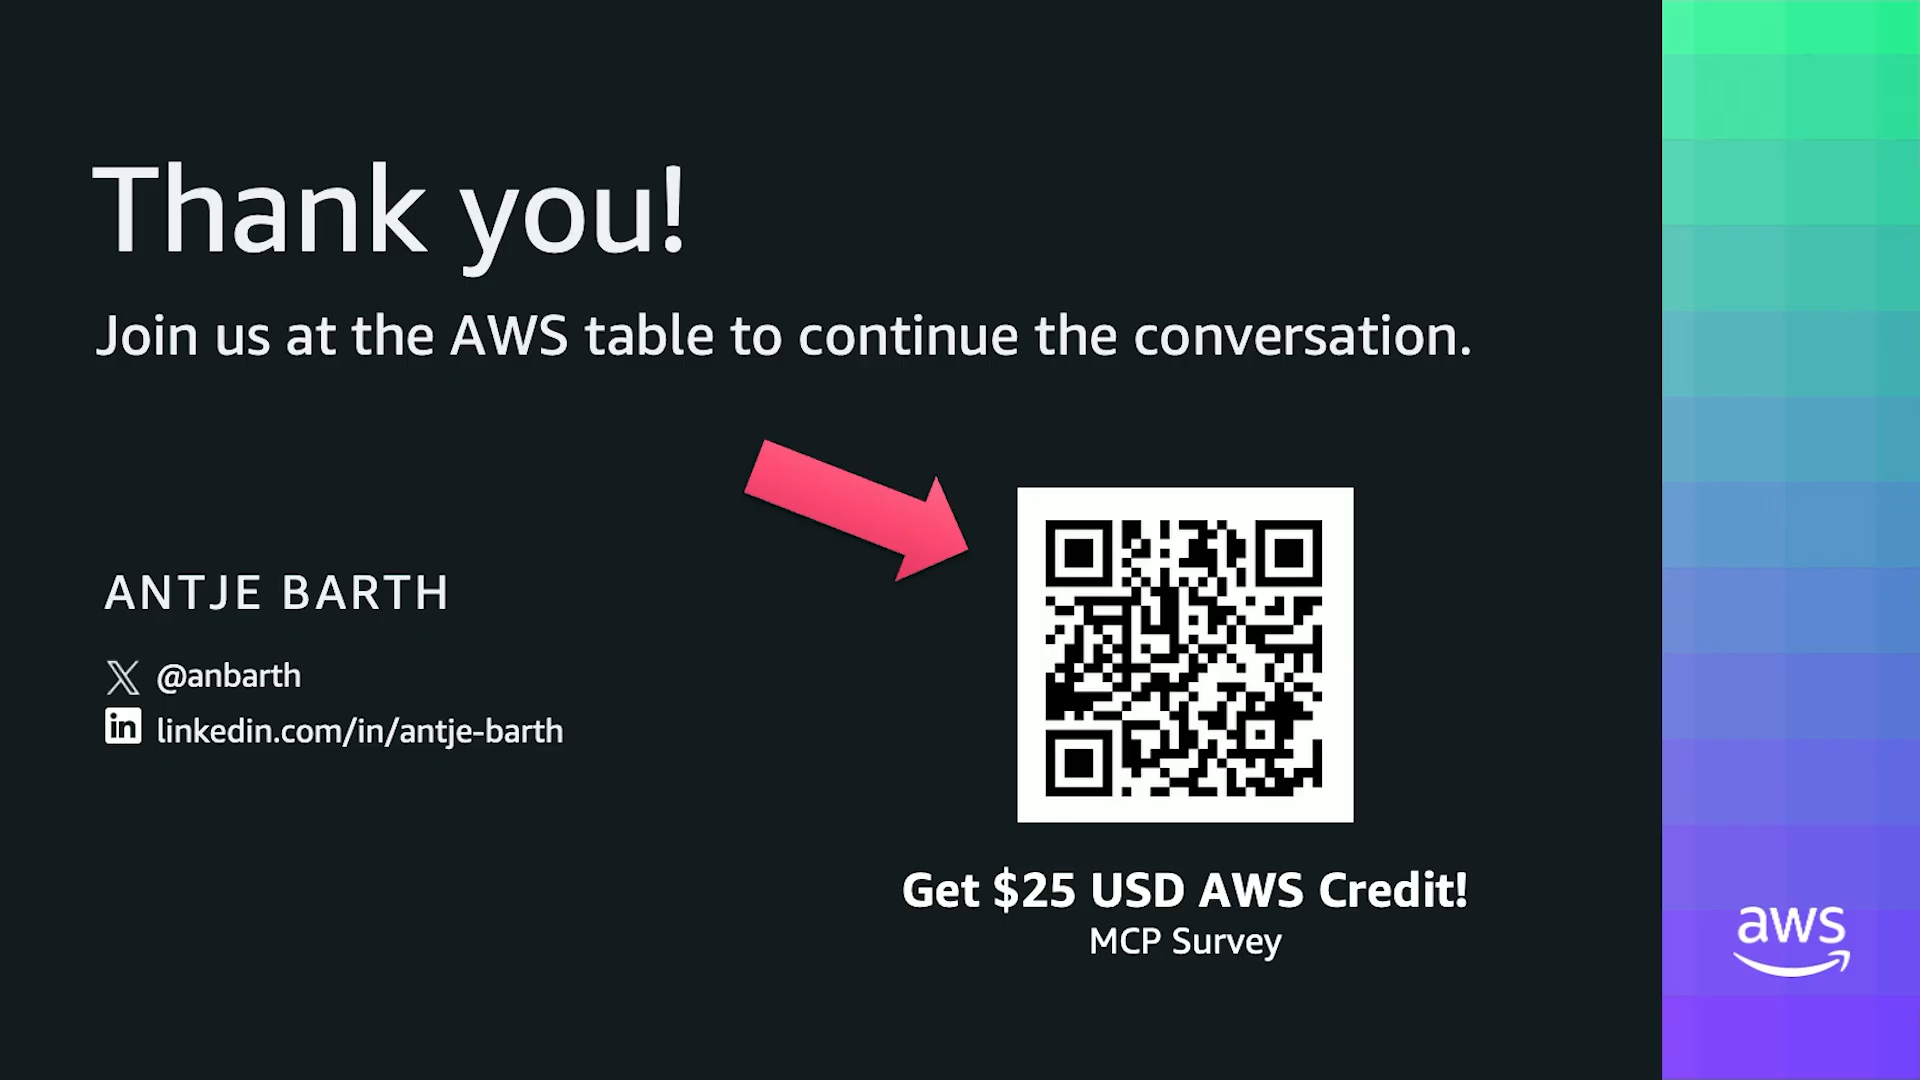 Thank you!
Join us at the AWS table to continue the conversation.
ANTJE BARTH
@anbarth
linkedin.com/in/antje-barth
Get $25 USD AWS Credit!
MCP Survey
aws